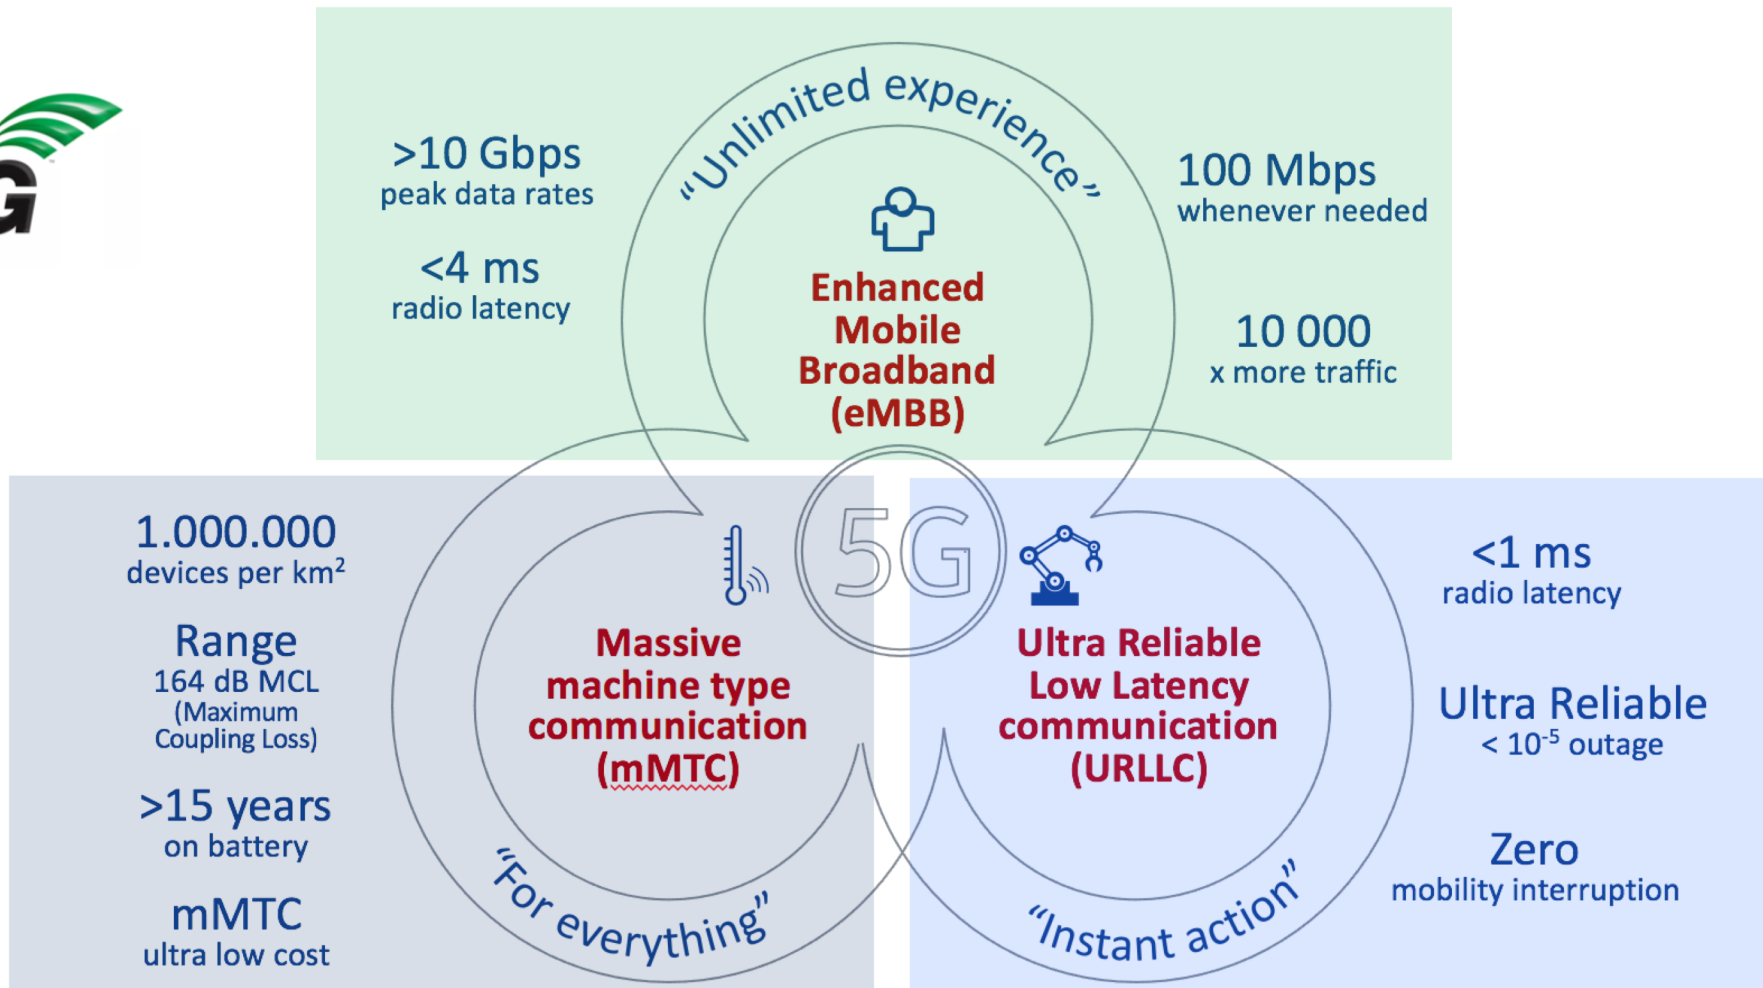 G
“Unlimited experience”
>10 Gbps
peak data rates
<4 ms
radio latency
100 Mbps
whenever needed
10 000
x more traffic
Enhanced
Mobile
Broadband
(eMBB)
5G
1.000.000
devices per km²
Range
164 dB MCL
(Maximum
Coupling Loss)
>15 years
on battery
mMTC
ultra low cost
Massive
machine type
communication
(mMTC)
“For everything”
Ultra Reliable
Low Latency
communication
(URLLC)
“Instant action”
<1 ms
radio latency
Ultra Reliable
< 10⁻⁵ outage
Zero
mobility interruption